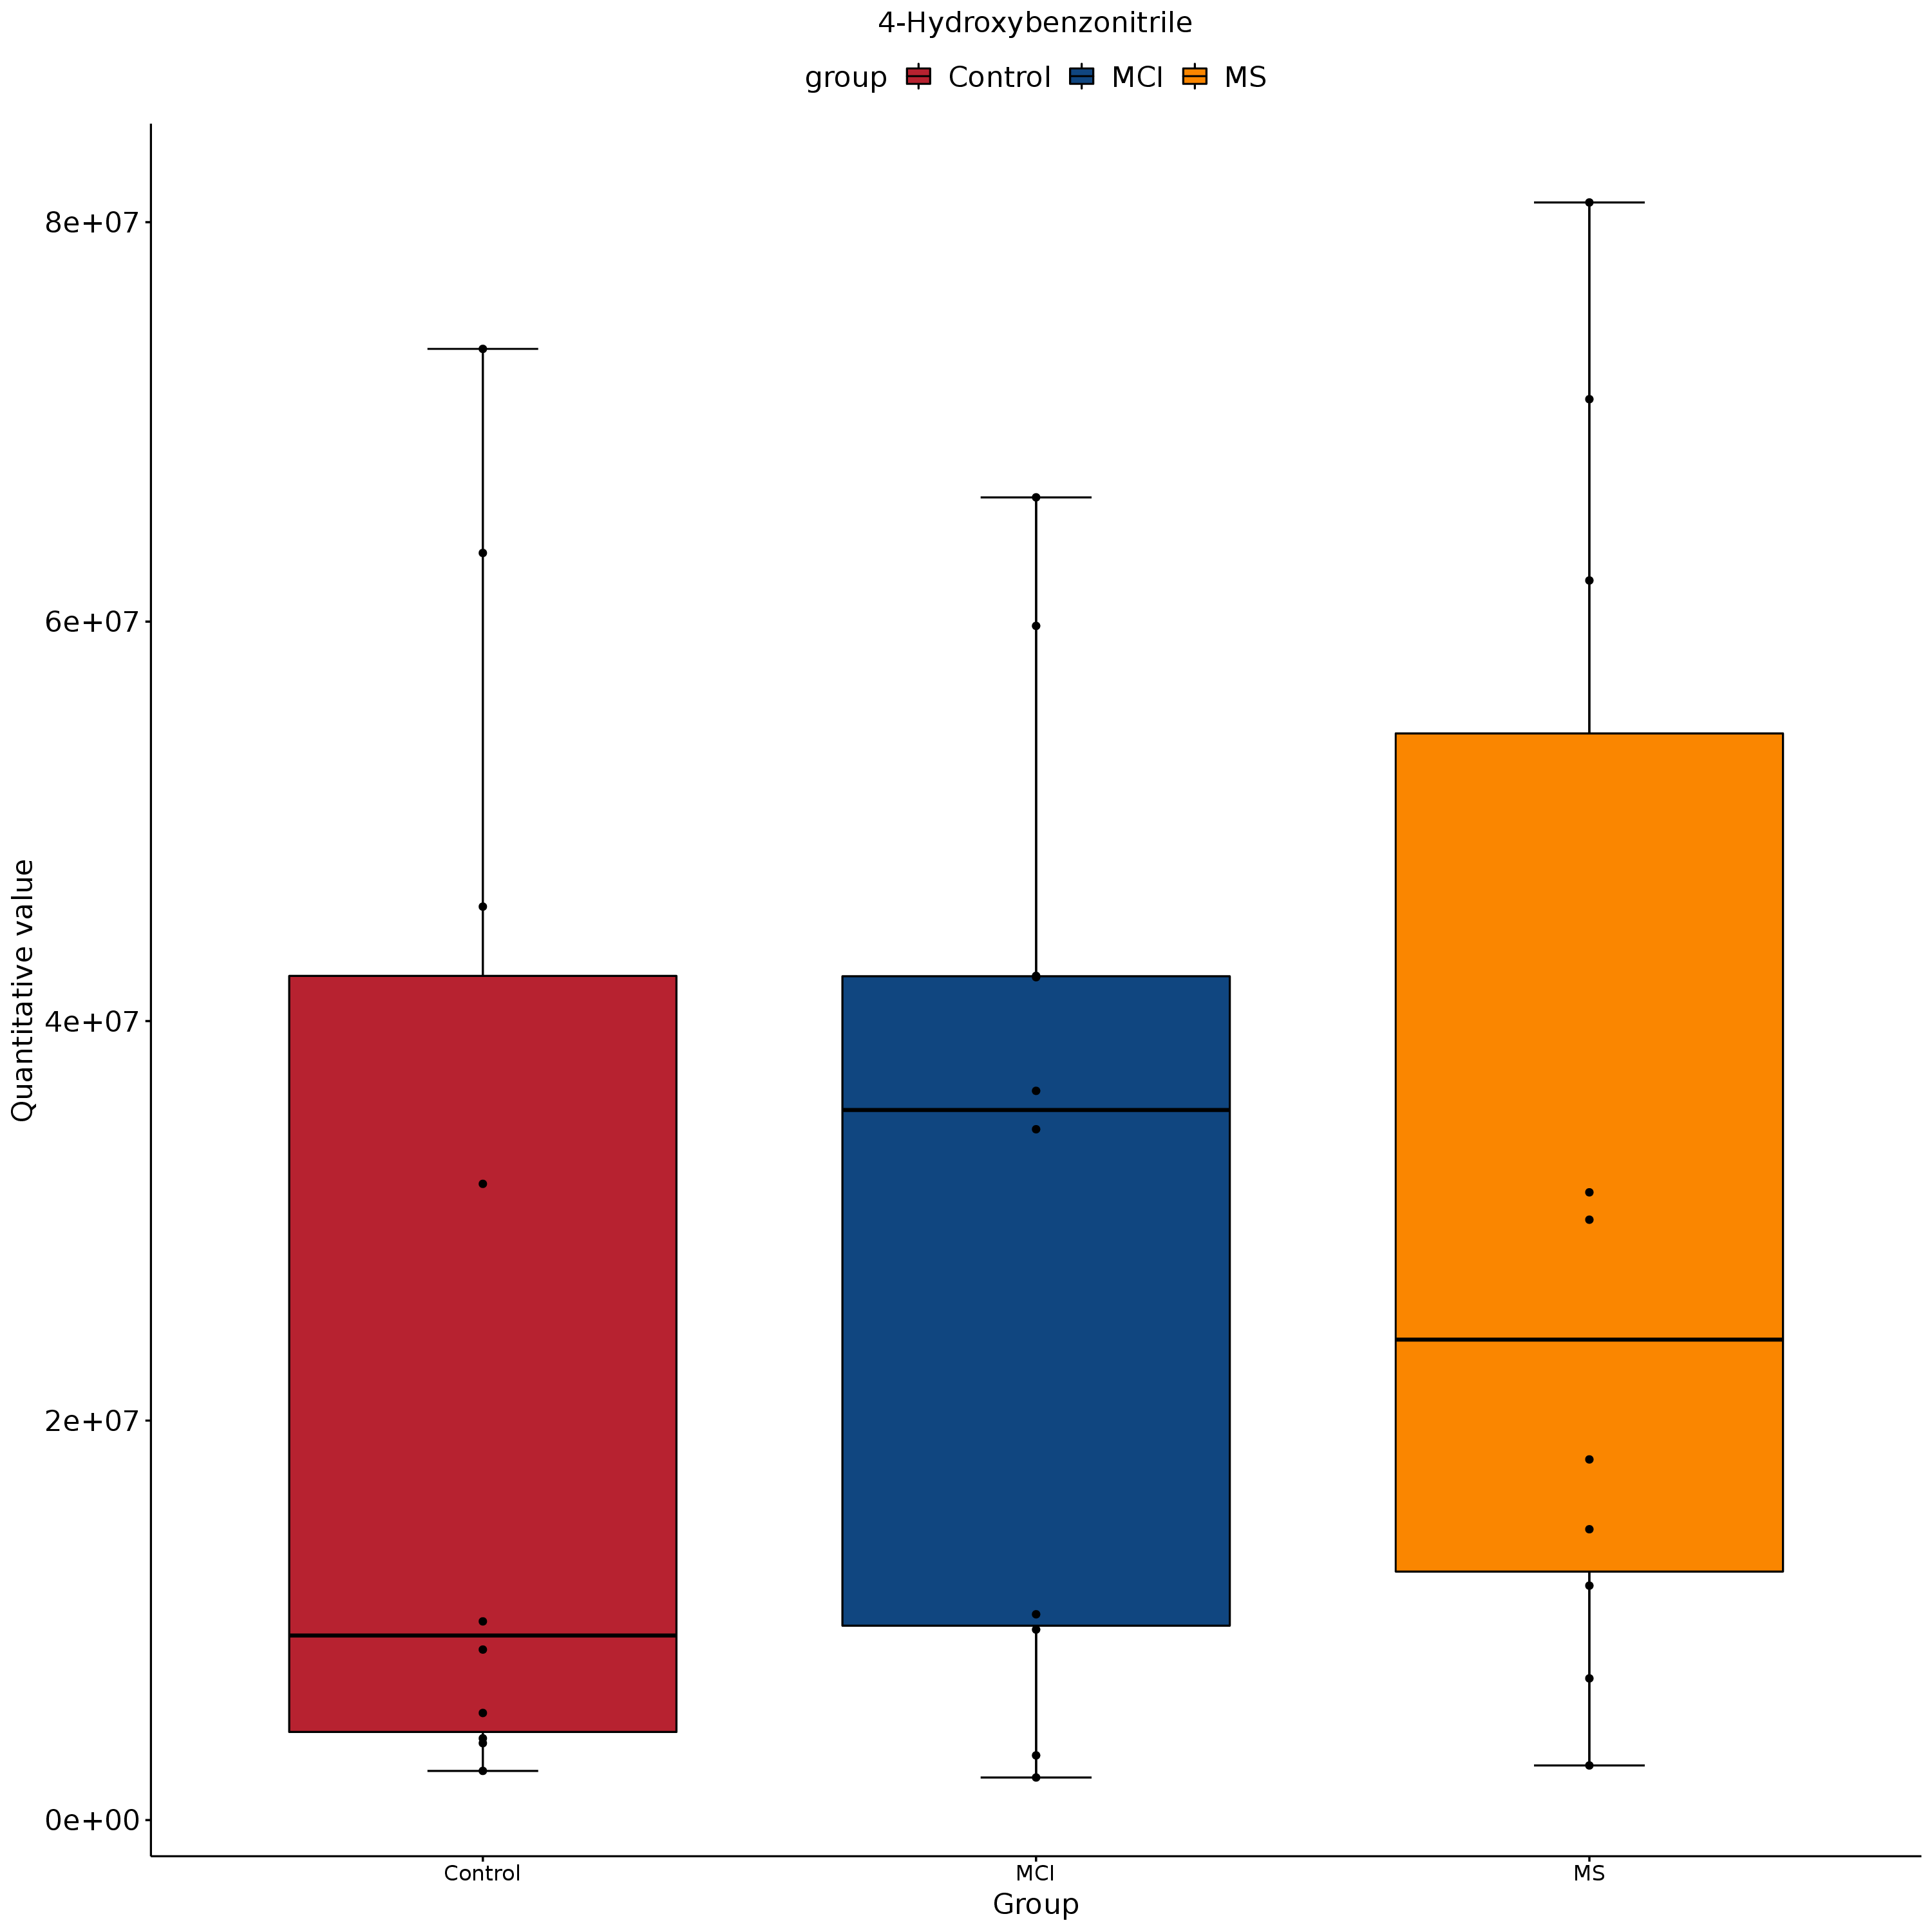 4-Hydroxybenzonitrile
group Control MCI MS
8e+07
6e+07
4e+07
2e+07
0e+00
Quantitative value
Control MCI MS
Group